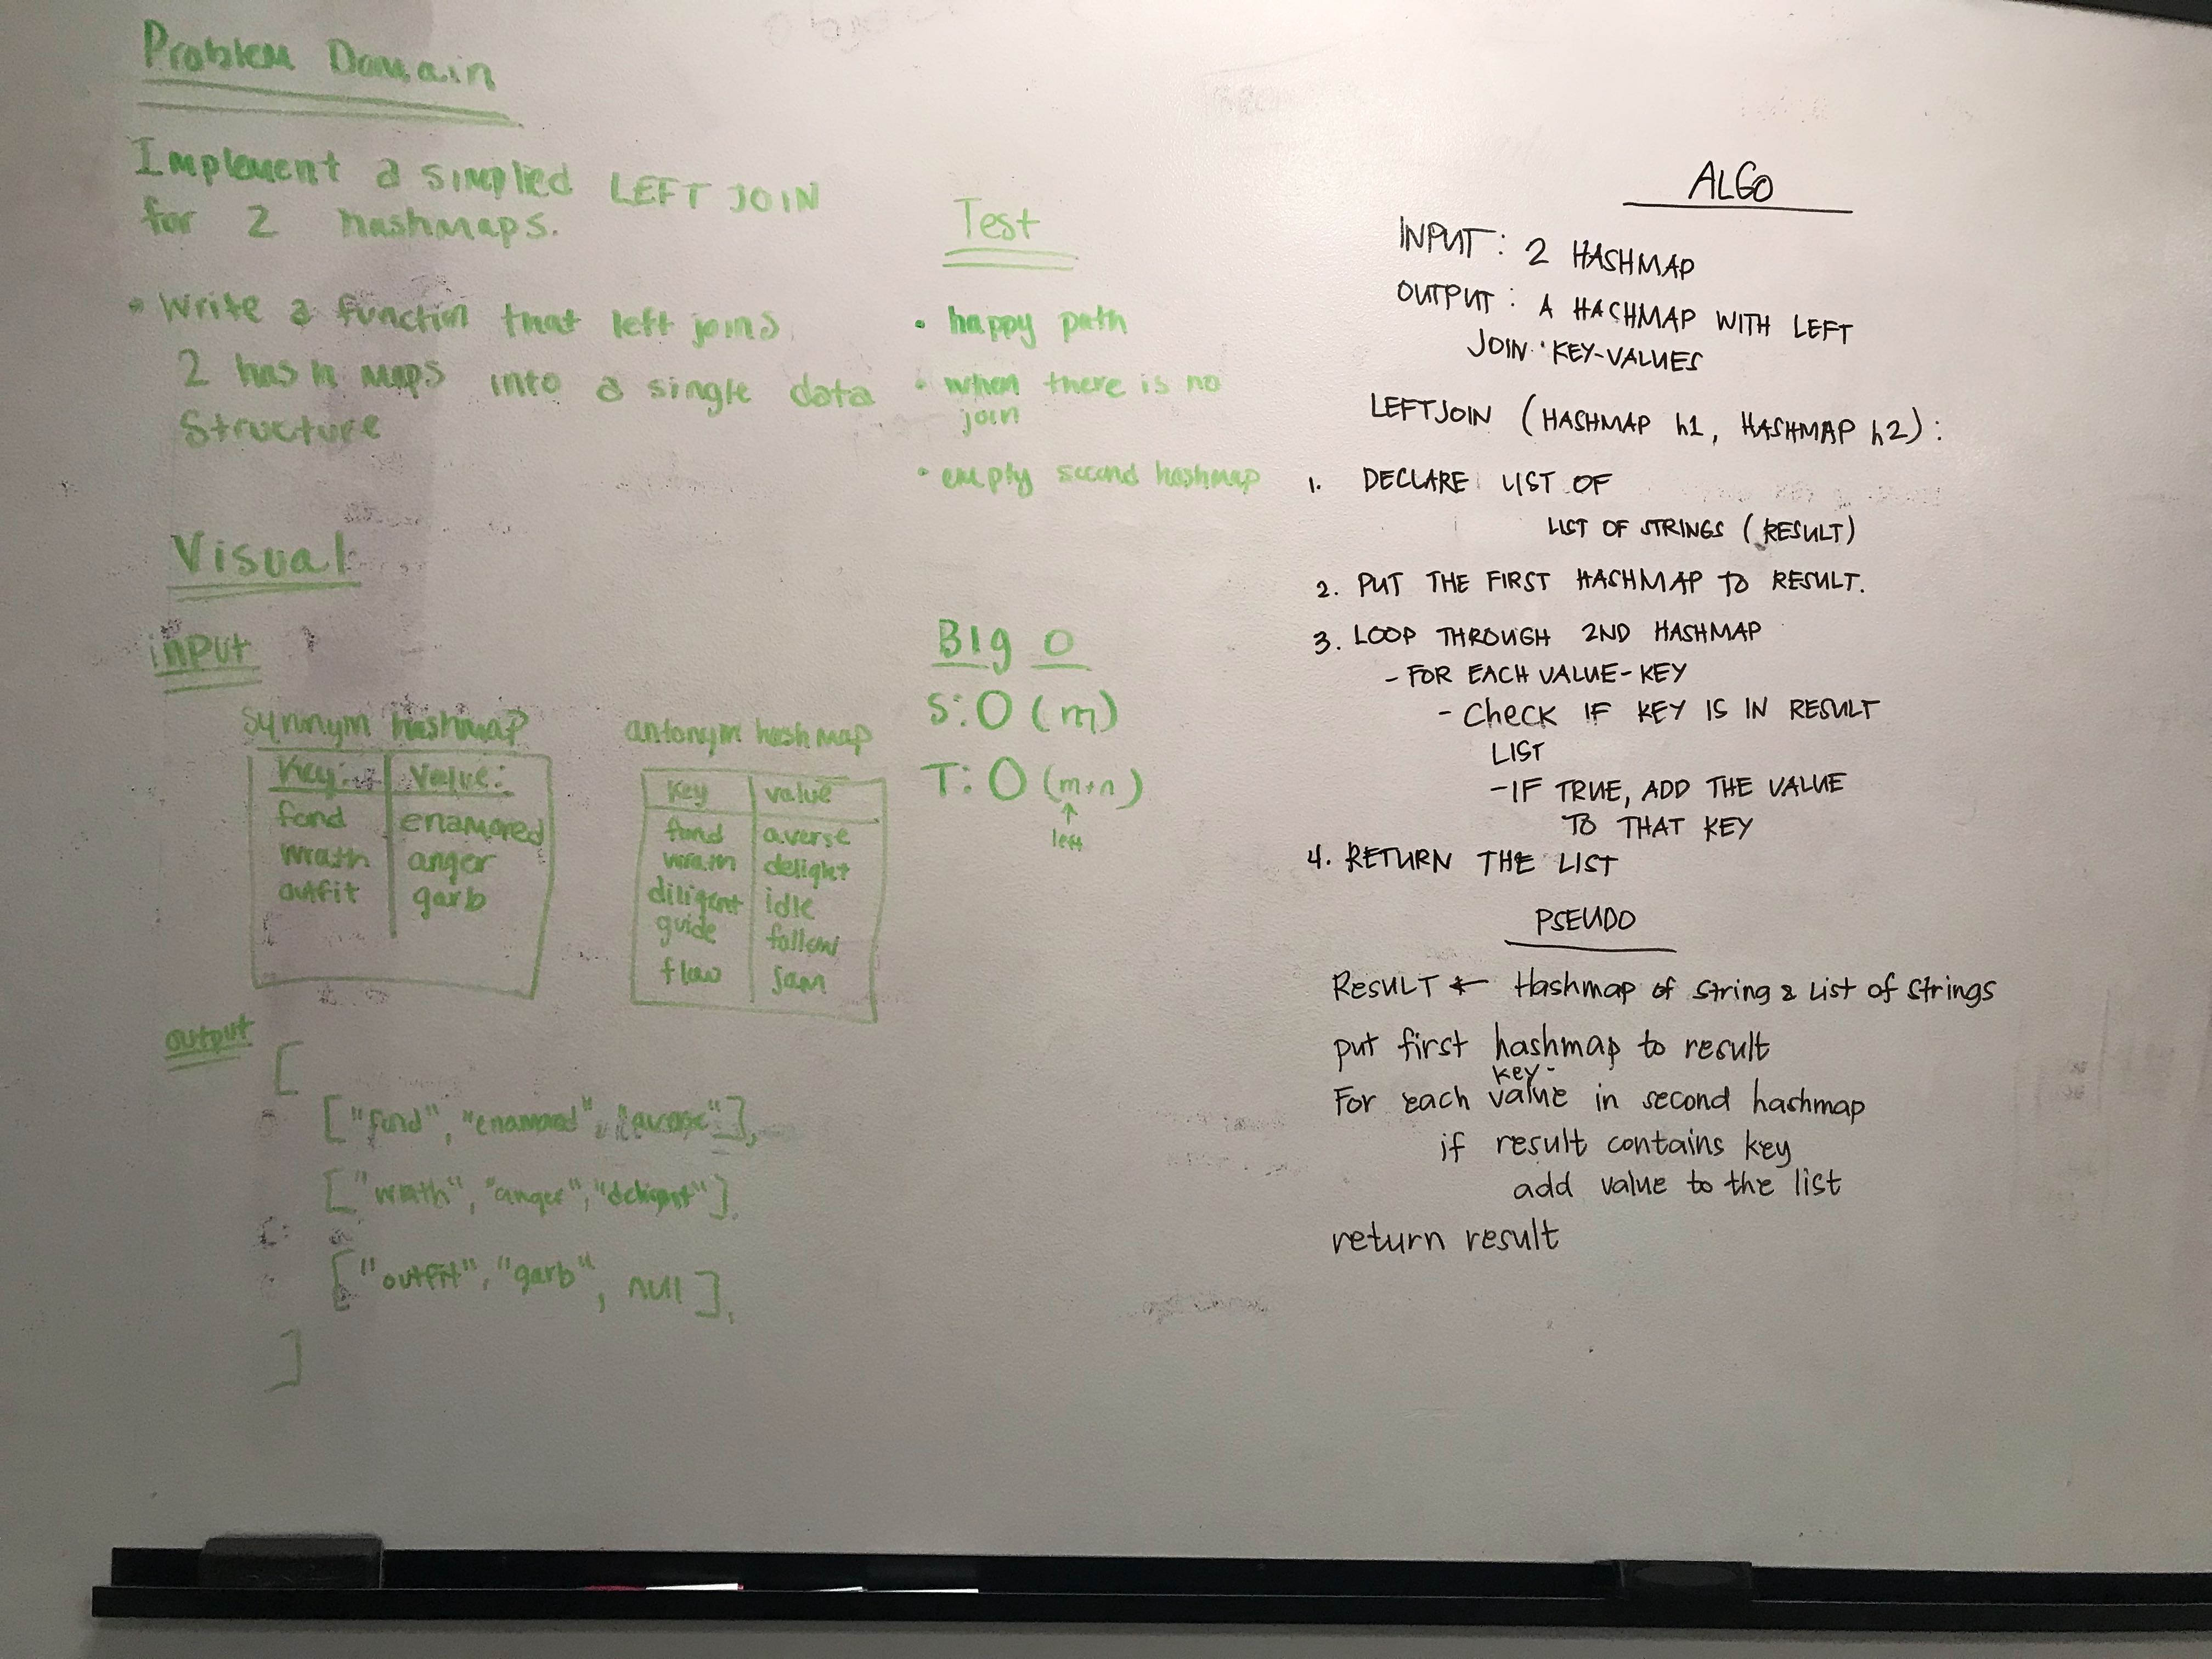 Problem Domain
Implement a simplied LEFT JOIN
for 2 hashmaps.
• Write a function that left joins
2 hash maps into a single data
structure
Visual
input
synonym hashmap
Key: Value:
fond enamored
wrath anger
outfit garb
antonym hashmap
key value
fond averse
wrath delight
diligent idle
guide follow
flow jam
output
[
["fond", "enamored", "averse"],
["wrath", "anger", "delight"],
["outfit", "garb", null],
]
Test
• happy path
• when there is no
join
• empty second hashmap
Big O
S: O (m)
T: O (m+n)
↑
left
ALGO
INPUT: 2 HASHMAP
OUTPUT: A HACHMAP WITH LEFT
JOIN KEY-VALUES
LEFTJOIN (HASHMAP h1, HASHMAP h2):
1. DECLARE LIST OF
LIST OF STRINGS (RESULT)
2. PUT THE FIRST HASHMAP TO RESULT.
3. LOOP THROUGH 2ND HASHMAP
- FOR EACH VALUE-KEY
- Check IF KEY IS IN RESULT
LIST
- IF TRUE, ADD THE VALUE
TO THAT KEY
4. RETURN THE LIST
PSEUDO
RESULT ← Hashmap of string & List of strings
put first hashmap to result
key-
For each value in second hashmap
if result contains key
add value to the list
return result